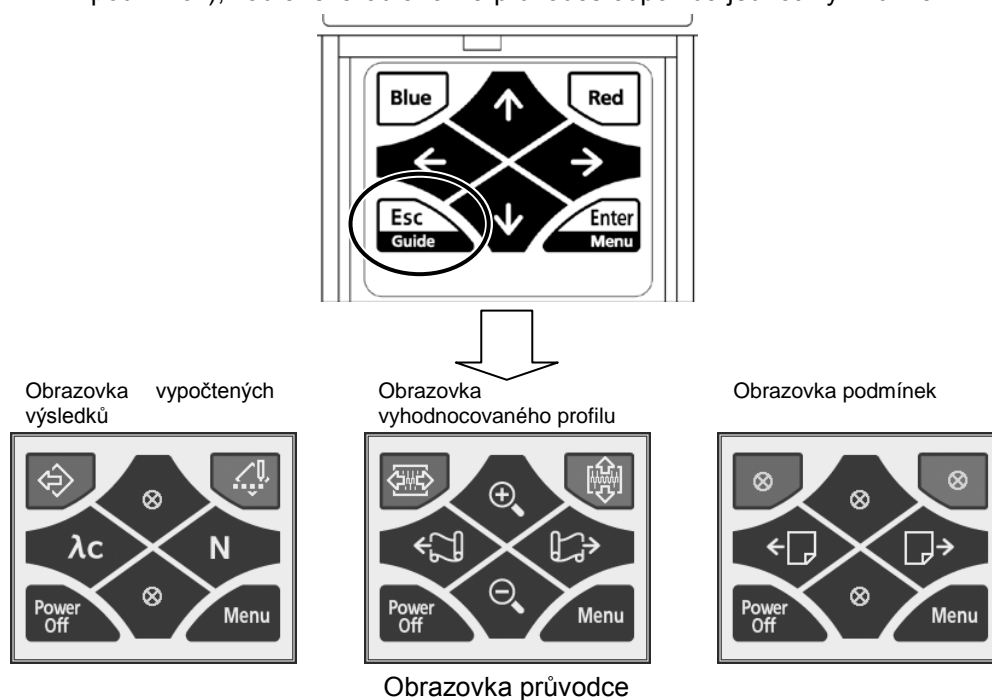 Blue
Red
Esc
Enter
Guide
Menu
Obrazovka vypočtených
výsledků
Obrazovka
vyhodnocovaného profilu
Obrazovka podmínek
λc
N
Power
Off
Menu
Power
Off
Menu
Power
Off
Menu
Obrazovka průvodce